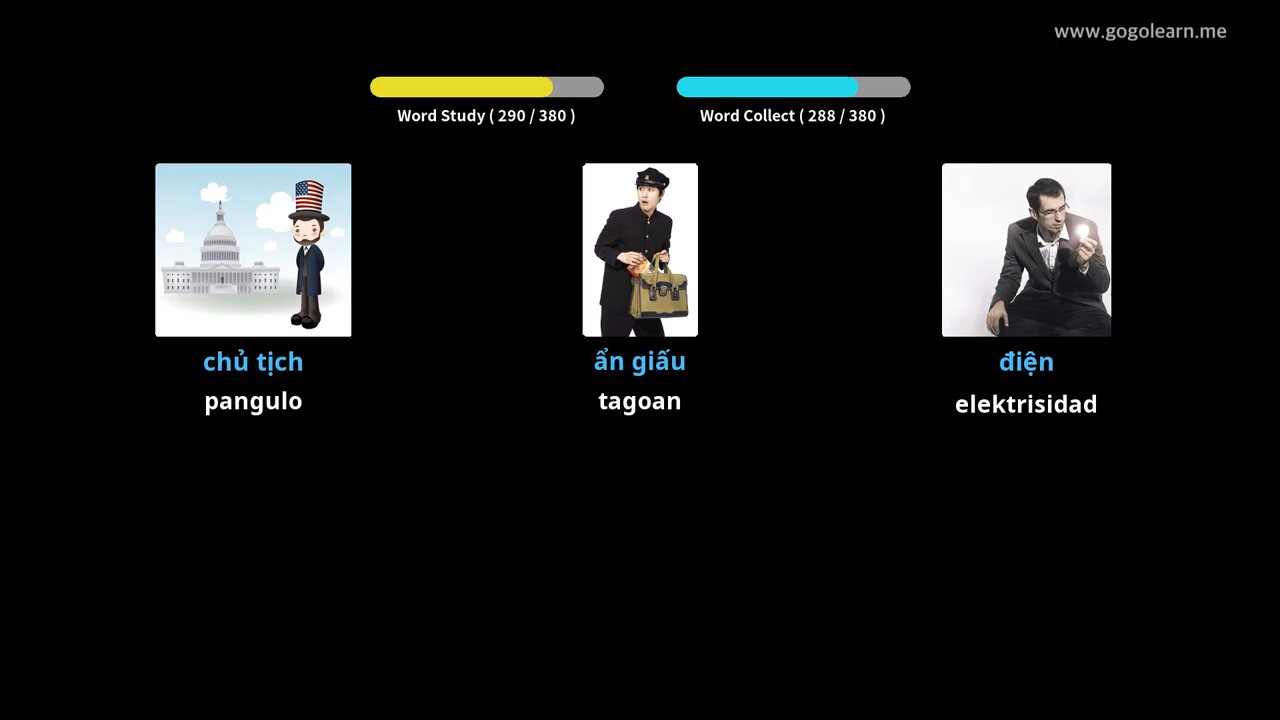 www.gogolearn.me
Word Study ( 290 / 380 )
Word Collect ( 288 / 380 )
chủ tịch
pangulo
ẩn giấu
tagoan
điện
elektrisidad